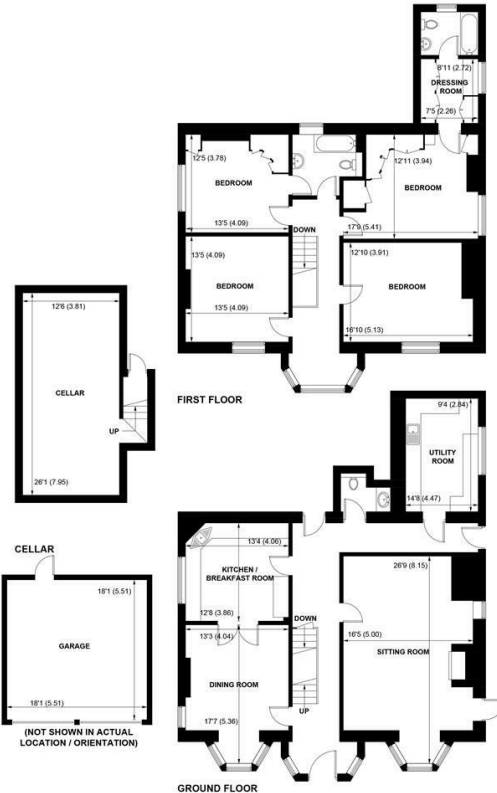 8'11 (2.72)
DRESSING
ROOM
7'5 (2.26)
12'5 (3.78)
BEDROOM
13'5 (4.09)
12'11 (3.94)
BEDROOM
17'9 (5.41)
DOWN
13'5 (4.09)
BEDROOM
13'5 (4.09)
12'10 (3.91)
BEDROOM
16'10 (5.13)
FIRST FLOOR
12'6 (3.81)
CELLAR
UP
26'1 (7.95)
CELLAR
9'4 (2.84)
UTILITY
ROOM
14'8 (4.47)
18'1 (5.51)
GARAGE
18'1 (5.51)
(NOT SHOWN IN ACTUAL
LOCATION / ORIENTATION)
13'4 (4.06)
KITCHEN /
BREAKFAST ROOM
12'8 (3.86)
13'3 (4.04)
DINING ROOM
17'7 (5.36)
DOWN
UP
26'9 (8.15)
16'5 (5.00)
SITTING ROOM
GROUND FLOOR